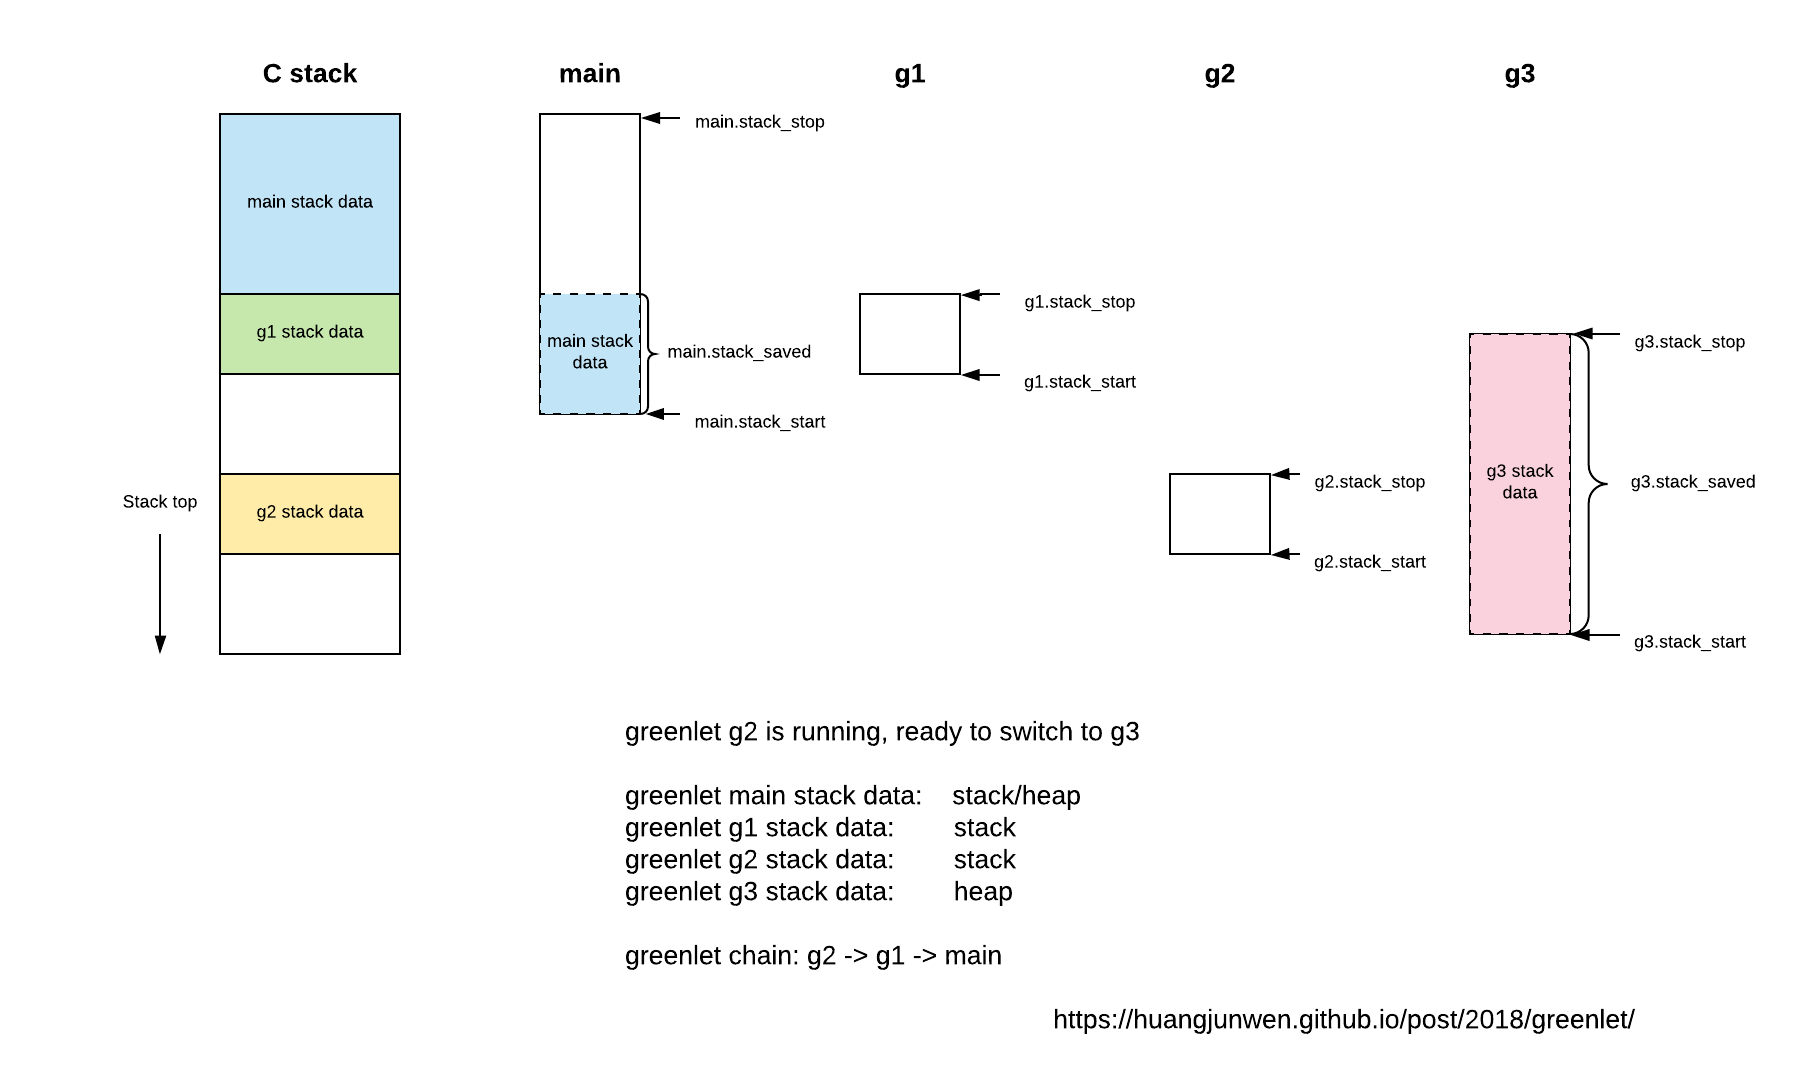 C stack
main
g1
g2
g3
main.stack_stop
main stack data
g1.stack_stop
g1 stack data
main stack
data
main.stack_saved
g3.stack_stop
g1.stack_start
main.stack_start
Stack top
g2 stack data
g2.stack_stop
g3 stack
data
g3.stack_saved
g2.stack_start
g3.stack_start
greenlet g2 is running, ready to switch to g3
greenlet main stack data: stack/heap
greenlet g1 stack data: stack
greenlet g2 stack data: stack
greenlet g3 stack data: heap
greenlet chain: g2 -> g1 -> main
https://huangjunwen.github.io/post/2018/greenlet/